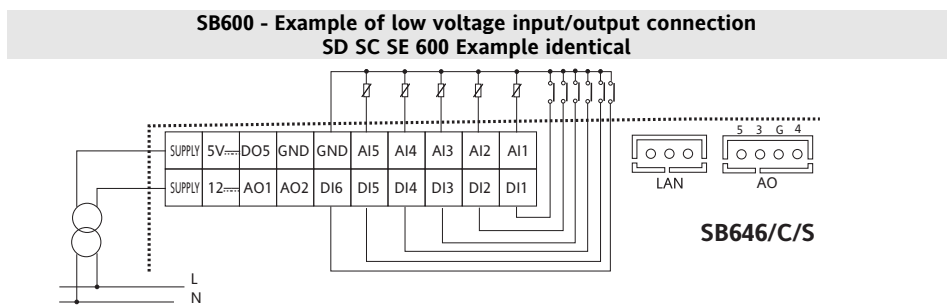 SB600 - Example of low voltage input/output connection
SD SC SE 600 Example identical
SUPPLY 5V⎓ DO5 GND GND AI5 AI4 AI3 AI2 AI1
SUPPLY 12⎓ AO1 AO2 DI6 DI5 DI4 DI3 DI2 DI1
5 3 G 4
LAN AO
SB646/C/S
L
N